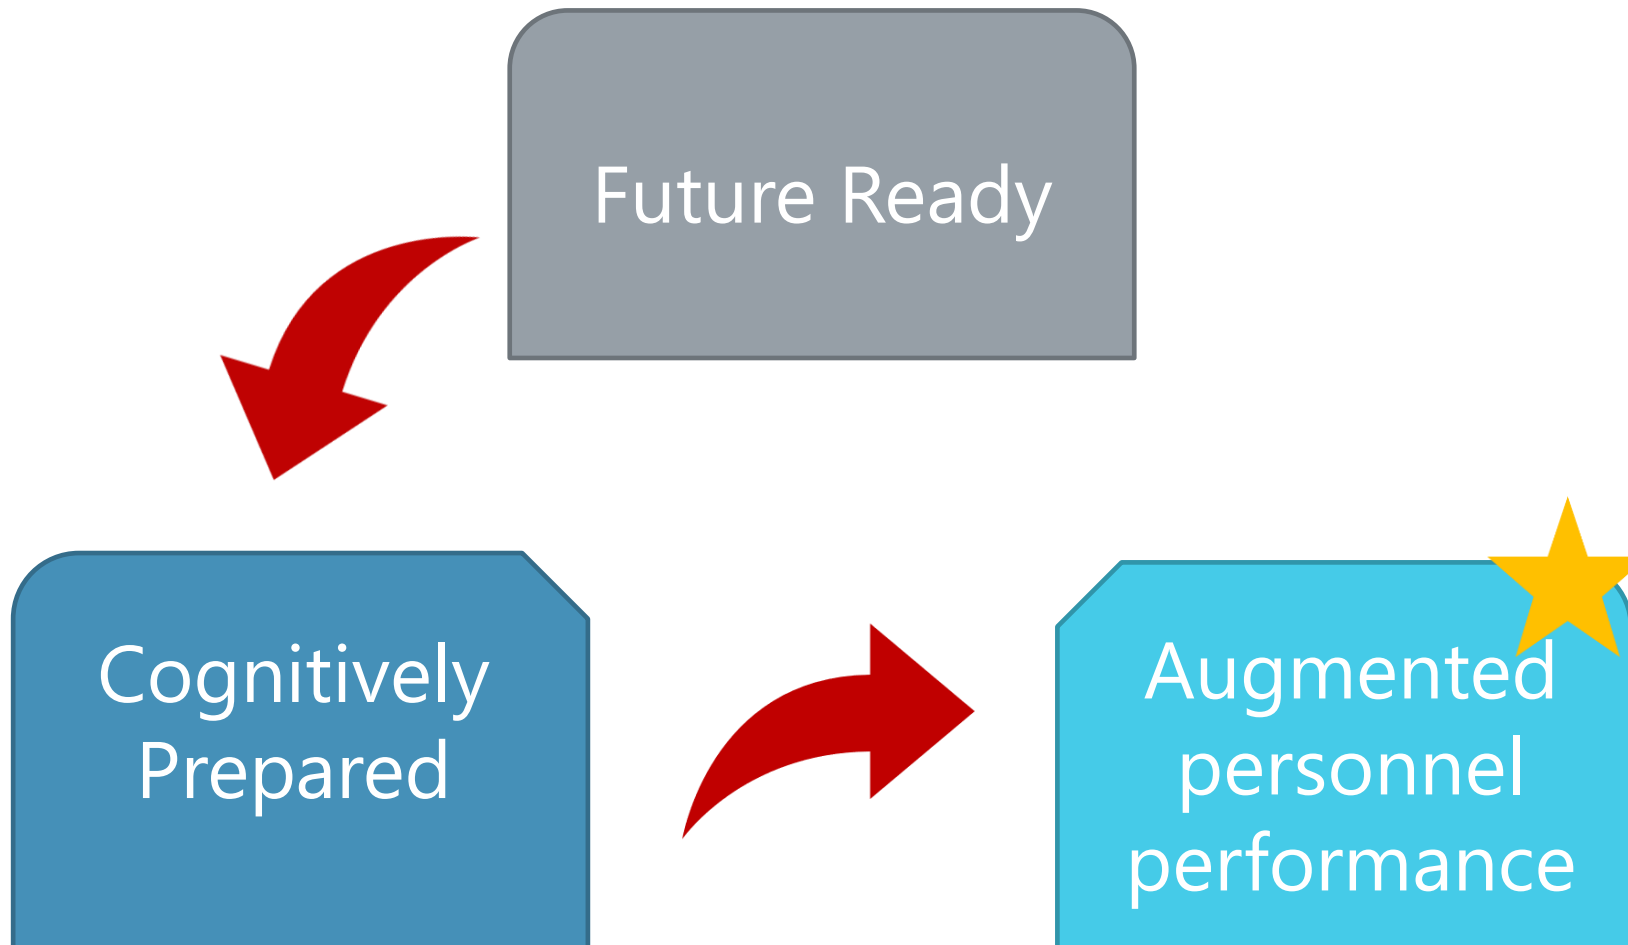 Future Ready
Cognitively
Prepared
Augmented
personnel
performance